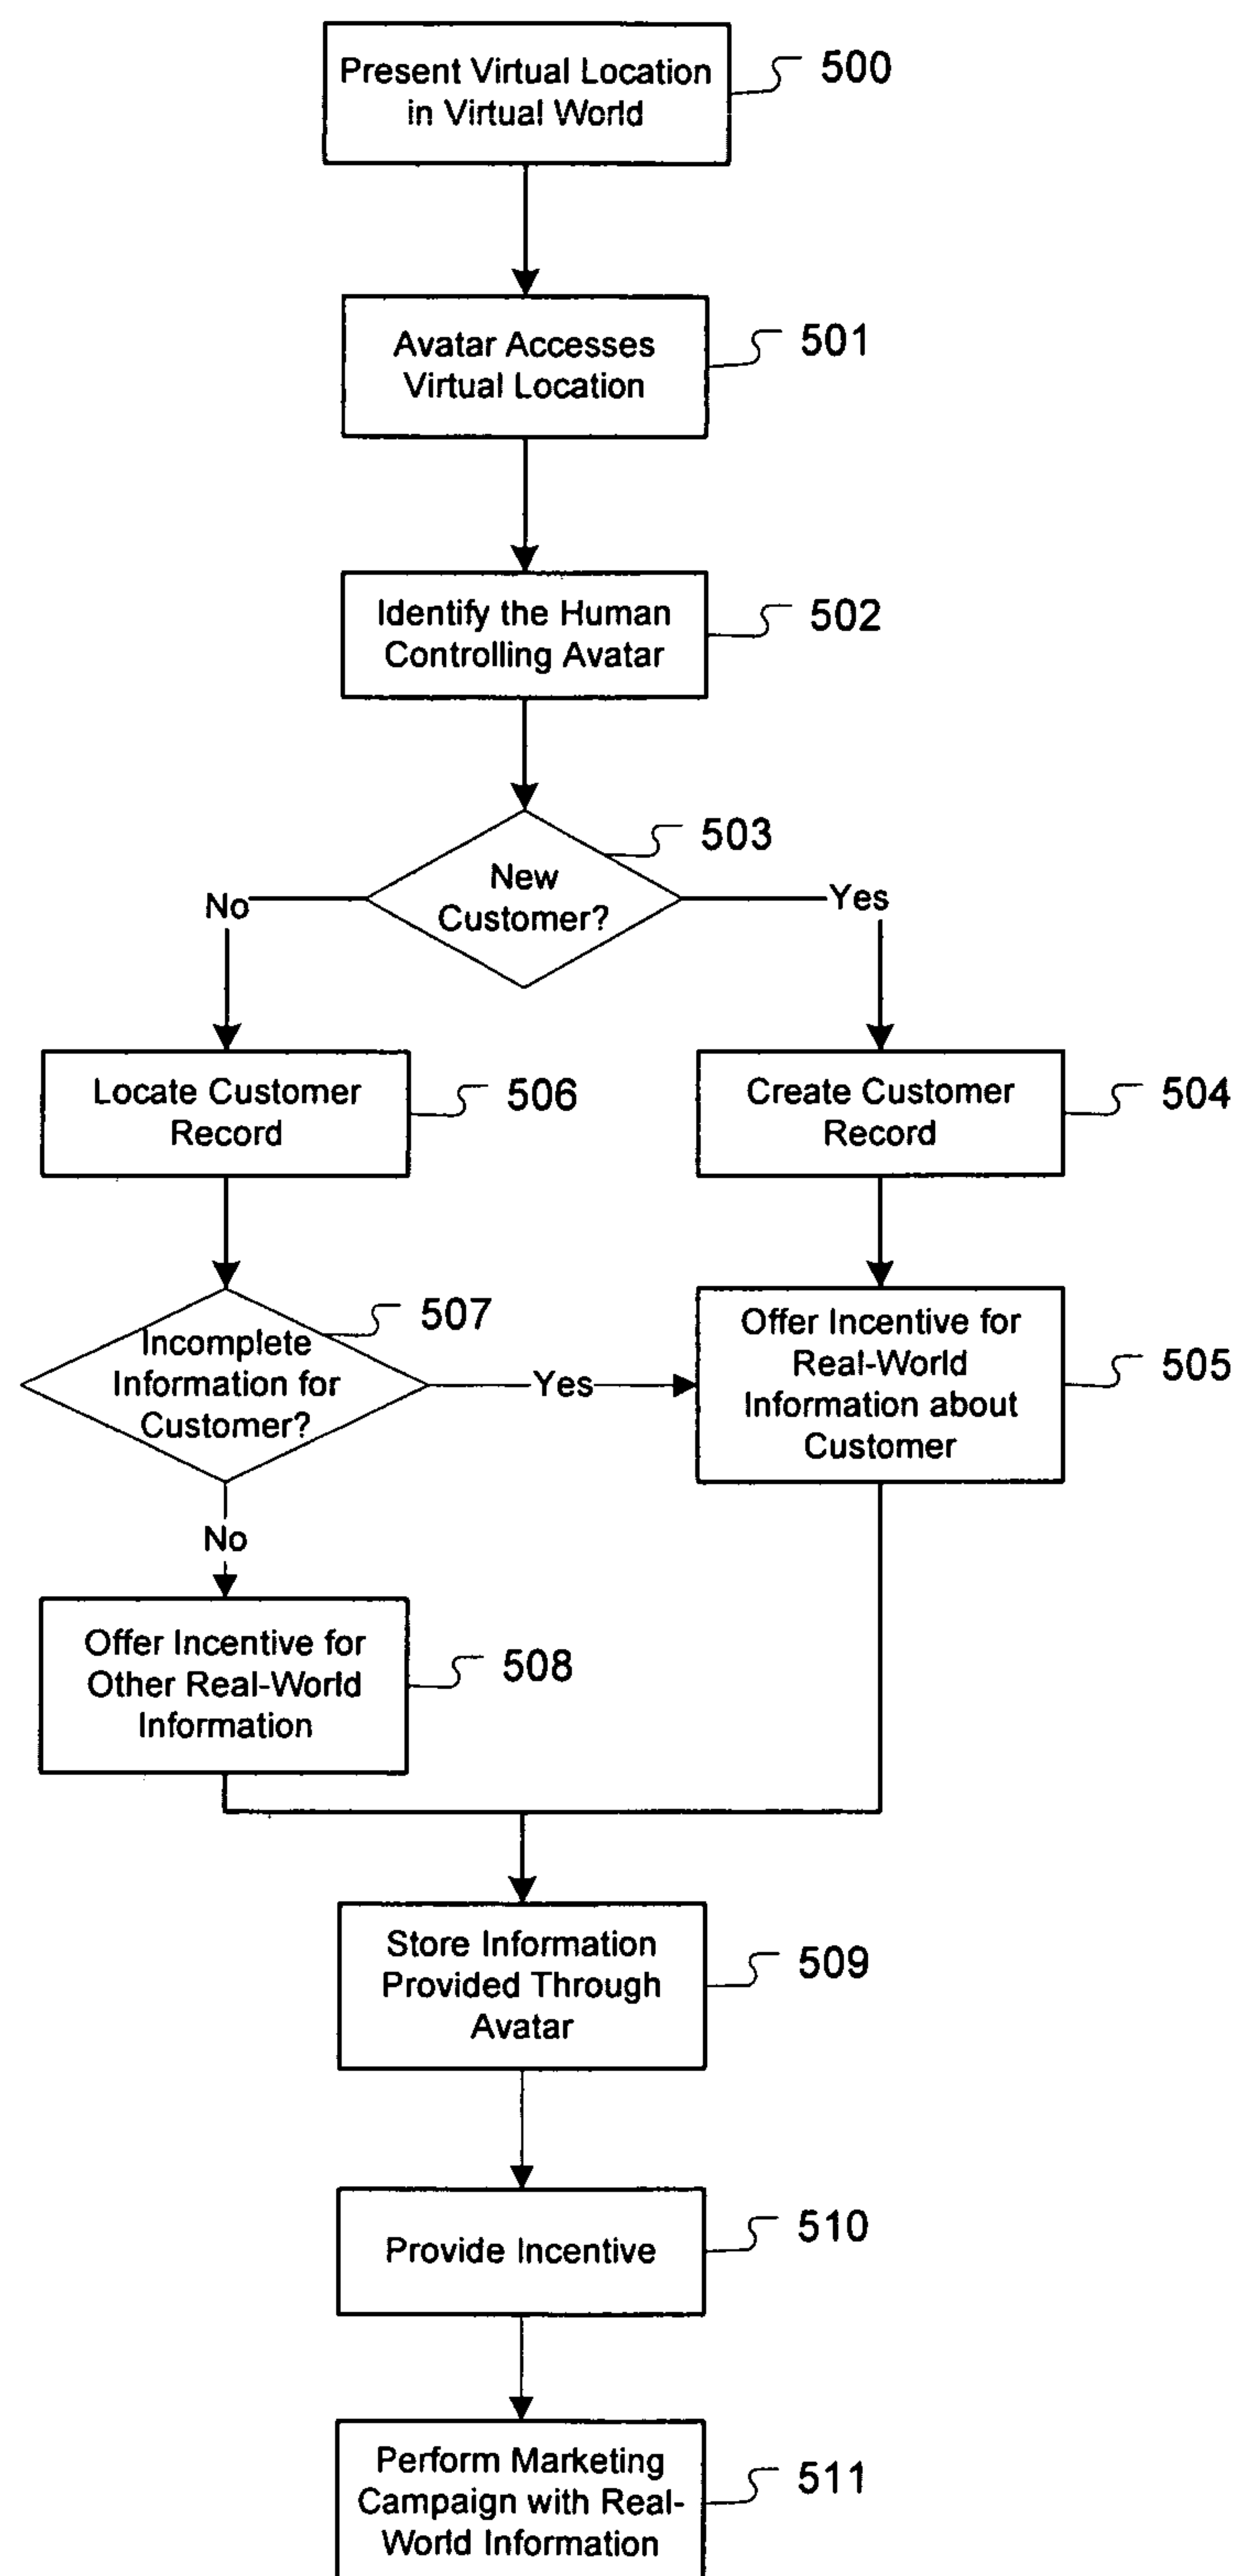 Present Virtual Location
in Virtual World
500
Avatar Accesses
Virtual Location
501
Identify the Human
Controlling Avatar
502
New
Customer?
503
No
Yes
Locate Customer
Record
506
Create Customer
Record
504
Incomplete
Information for
Customer?
507
Yes
Offer Incentive for
Real-World
Information about
Customer
505
No
Offer Incentive for
Other Real-World
Information
508
Store Information
Provided Through
Avatar
509
Provide Incentive
510
Perform Marketing
Campaign with Real-
World Information
511